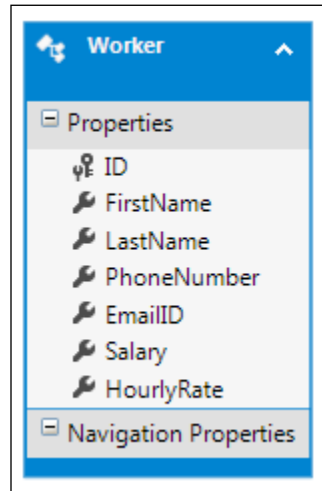 Worker
Properties
ID
FirstName
LastName
PhoneNumber
EmailID
Salary
HourlyRate
Navigation Properties